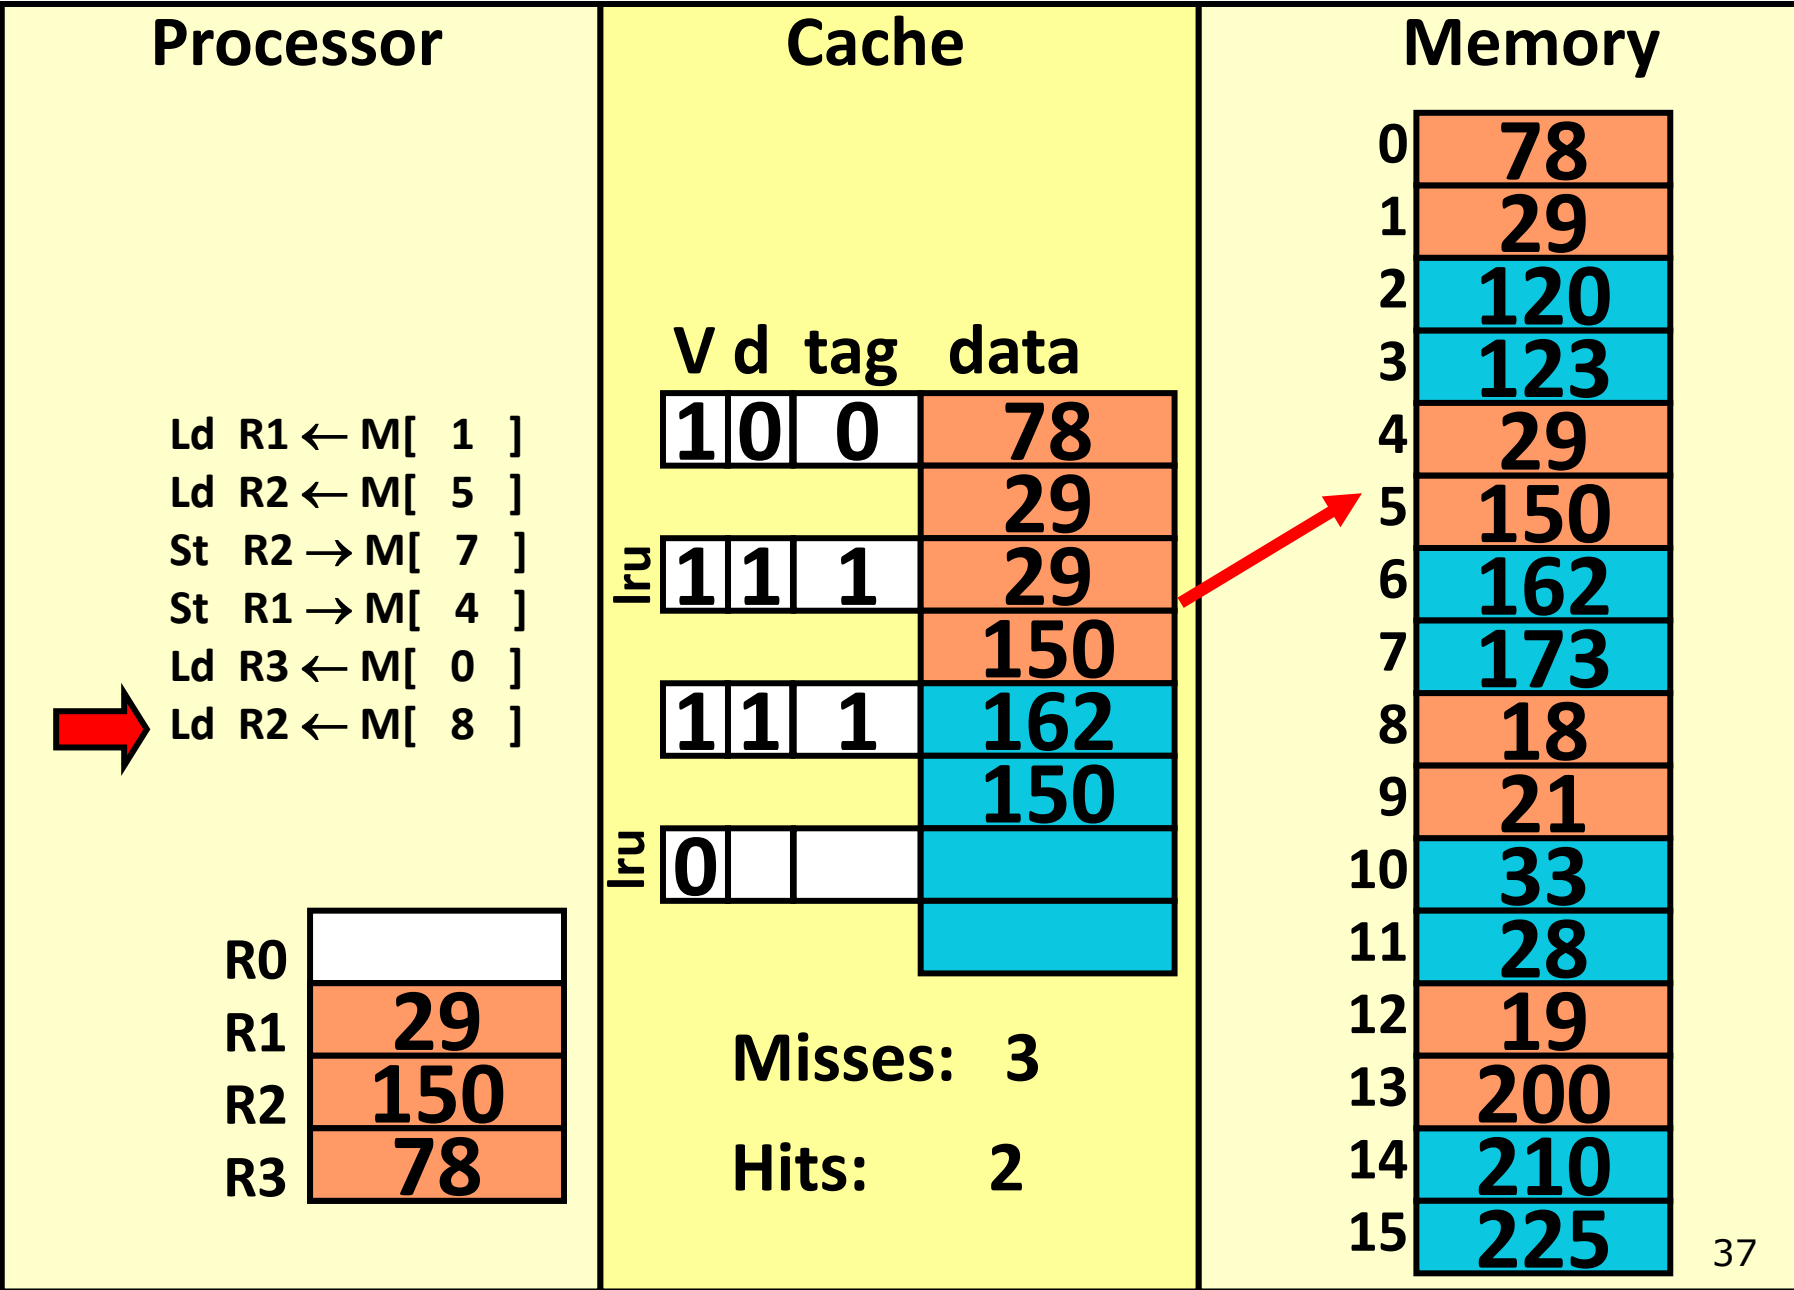 Processor
Cache
Memory
Ld R1 ← M[ 1 ]
Ld R2 ← M[ 5 ]
St R2 → M[ 7 ]
St R1 → M[ 4 ]
Ld R3 ← M[ 0 ]
Ld R2 ← M[ 8 ]
R0
R1 29
R2 150
R3 78
V d tag data
1 0 0 78
29
lru 1 1 1 29
150
1 1 1 162
150
lru 0
Misses: 3
Hits: 2
0 78
1 29
2 120
3 123
4 29
5 150
6 162
7 173
8 18
9 21
10 33
11 28
12 19
13 200
14 210
15 225
37